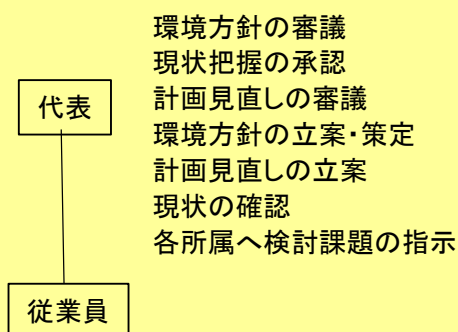 環境方針の審議
現状把握の承認
代表
計画見直しの審議
環境方針の立案・策定
計画見直しの立案
現状の確認
各所属へ検討課題の指示
従業員